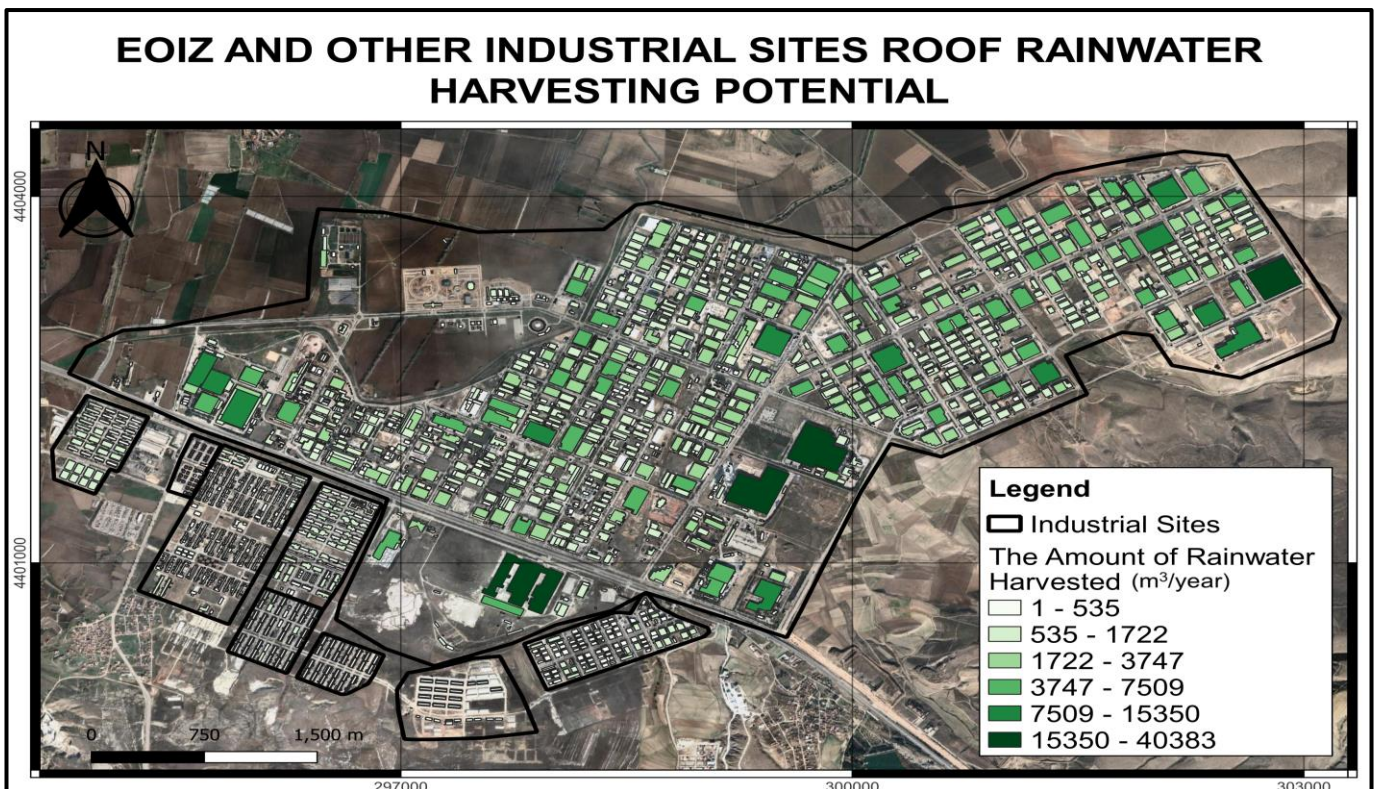 EOIZ AND OTHER INDUSTRIAL SITES ROOF RAINWATER
HARVESTING POTENTIAL
N
4404000
4401000
Legend
Industrial Sites
The Amount of Rainwater
Harvested (m³/year)
1 - 535
535 - 1722
1722 - 3747
3747 - 7509
7509 - 15350
15350 - 40383
0 750 1,500 m
297000 300000 303000